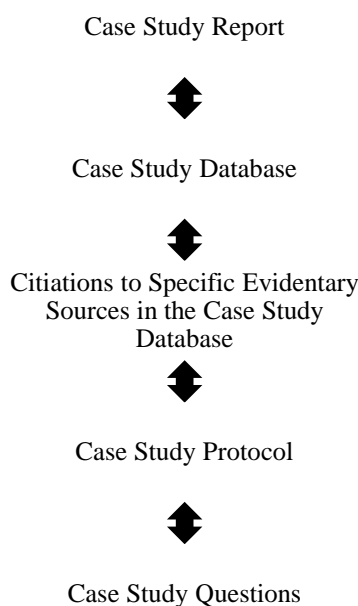 Case Study Report
Case Study Database
Citiations to Specific Evidentary
Sources in the Case Study
Database
Case Study Protocol
Case Study Questions